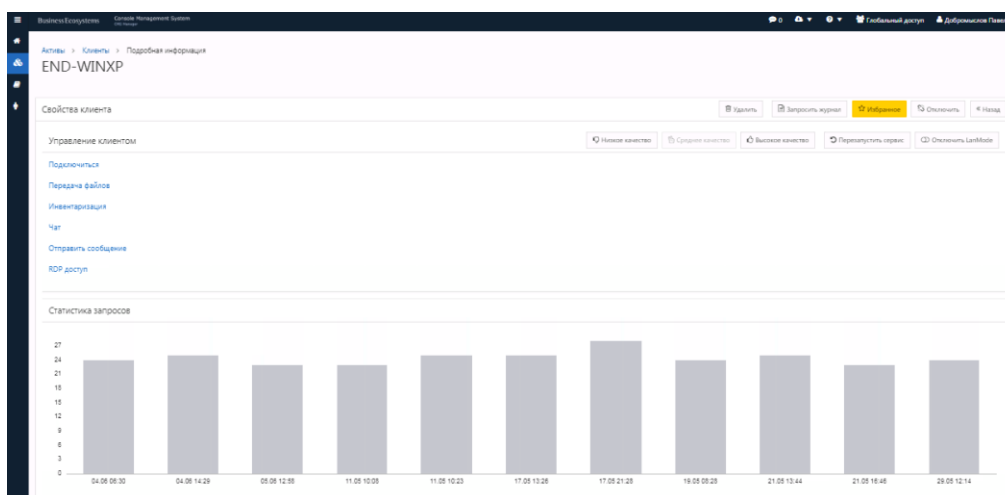 BusinessEcosystems Console Management System
0
Глобальный доступ
Добромыслов Павел
Активы > Клиенты > Подробная информация
END-WINXP
Свойства клиента
Удалить
Запросить журнал
Избранное
Отключить
« Назад
Управление клиентом
Низкое качество
Среднее качество
Высокое качество
Перезапустить сервис
Отключить LanMode
Подключиться
Передача файлов
Инвентаризация
Чат
Отправить сообщение
RDP доступ
Статистика запросов
27
24
21
18
15
12
9
6
3
0
04.06 08:30 04.06 14:29 05.06 12:58 11.05 10:05 11.05 10:23 17.05 13:26 17.05 21:28 19.05 08:28 21.05 13:44 21.05 16:46 29.05 12:14